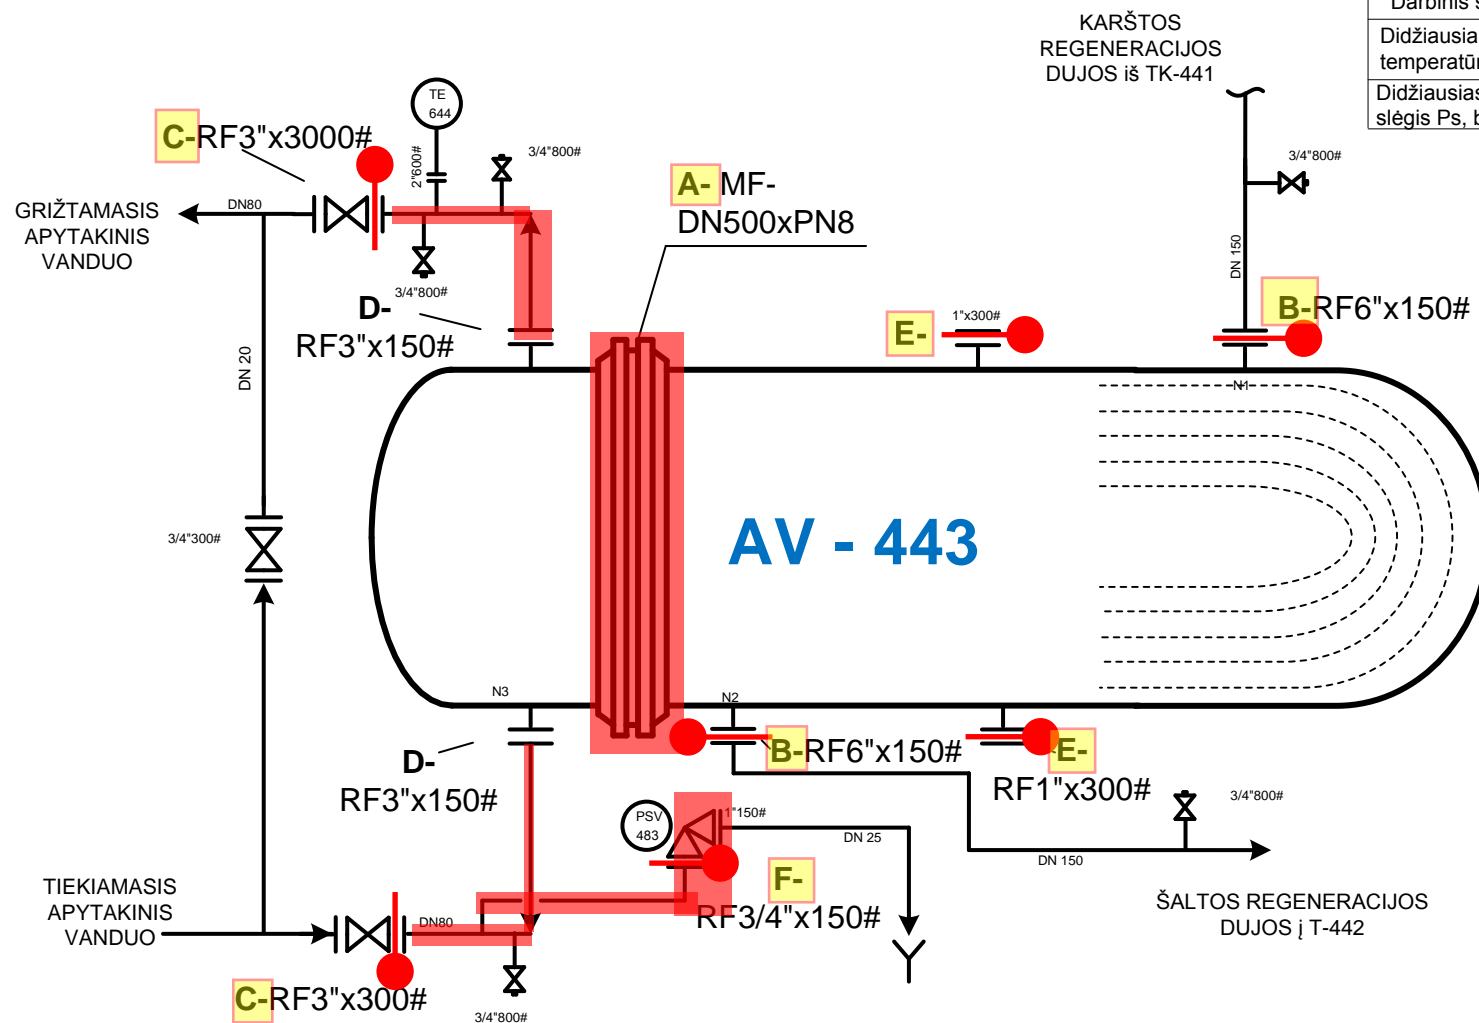 Darbinis s
Didžiausia
temperatūr
Didžiausias
slėgis Ps, b
KARŠTOS
REGENERACIJOS
DUJOS iš TK-441
TE
644
C-RF3"x3000#
2"600#
3/4"800#
3/4"800#
A- MF-
DN500xPN8
DN80
GRIŽTAMASIS
APYTAKINIS
VANDUO
DN 150
3/4"800#
D-
RF3"x150#
E-
1"x300#
B-RF6"x150#
DN 20
N1
3/4"300#
AV - 443
N3
N2
D-
RF3"x150#
B-RF6"x150#
E-
RF1"x300#
3/4"800#
PSV
483
1"150#
DN 25
DN 150
F-
RF3/4"x150#
TIEKIAMASIS
APYTAKINIS
VANDUO
DN80
ŠALTOS REGENERACIJOS
DUJOS į T-442
C-RF3"x300#
3/4"800#